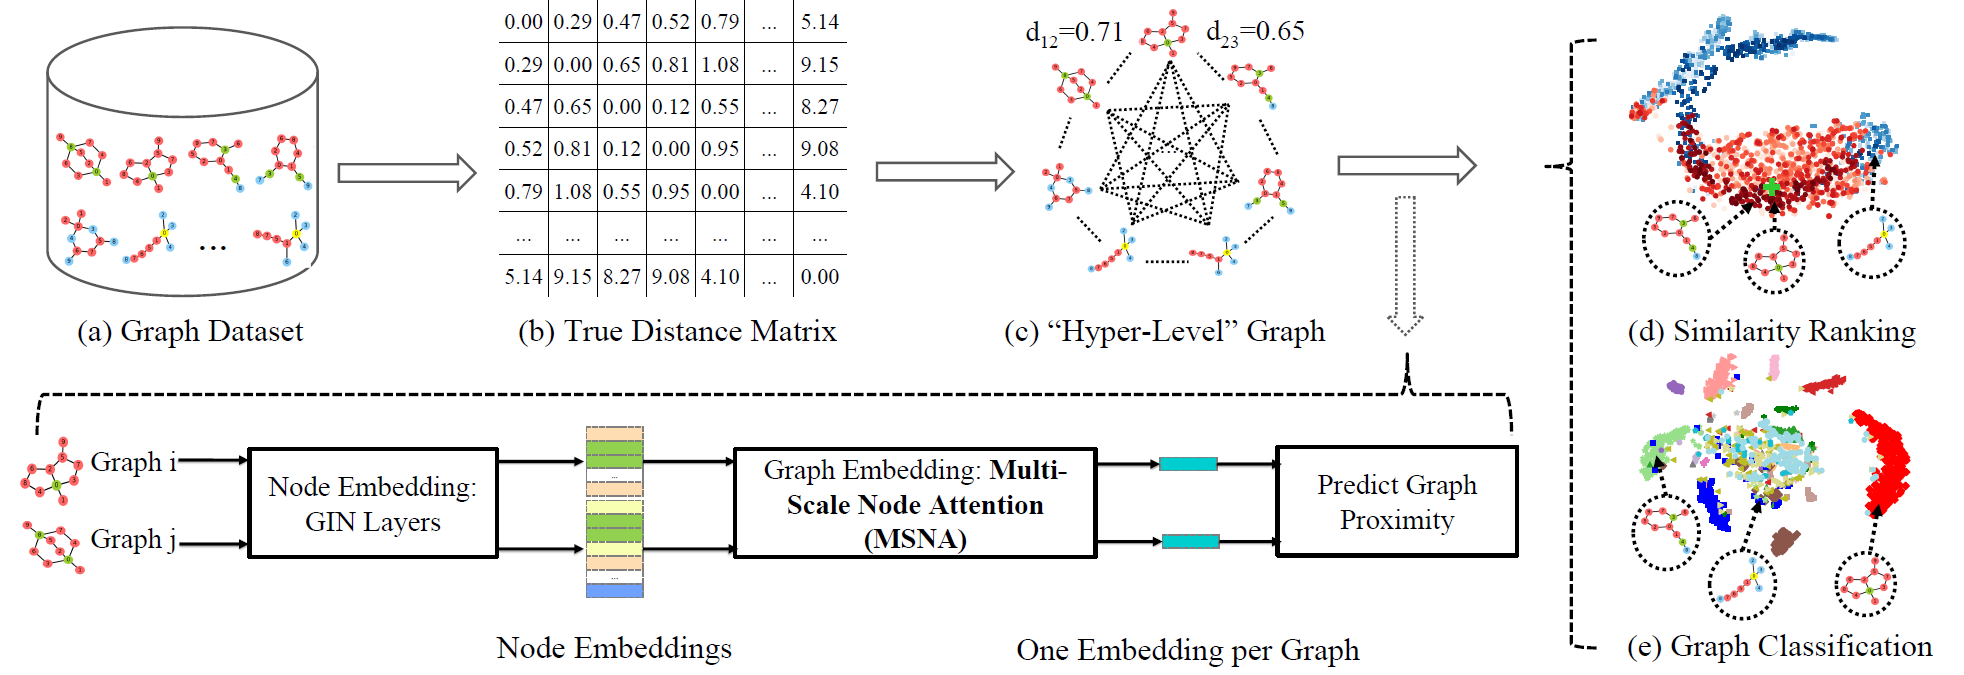 0.00 0.29 0.47 0.52 0.79 ... 5.14
0.29 0.00 0.65 0.81 1.08 ... 9.15
0.47 0.65 0.00 0.12 0.55 ... 8.27
0.52 0.81 0.12 0.00 0.95 ... 9.08
0.79 1.08 0.55 0.95 0.00 ... 4.10
... ... ... ... ... ... ...
5.14 9.15 8.27 9.08 4.10 ... 0.00
d12=0.71
d23=0.65
...
(a) Graph Dataset
(b) True Distance Matrix
(c) “Hyper-Level” Graph
(d) Similarity Ranking
Graph i
Graph j
Node Embedding:
GIN Layers
...
...
Graph Embedding: Multi-
Scale Node Attention
(MSNA)
Predict Graph
Proximity
Node Embeddings
One Embedding per Graph
(e) Graph Classification